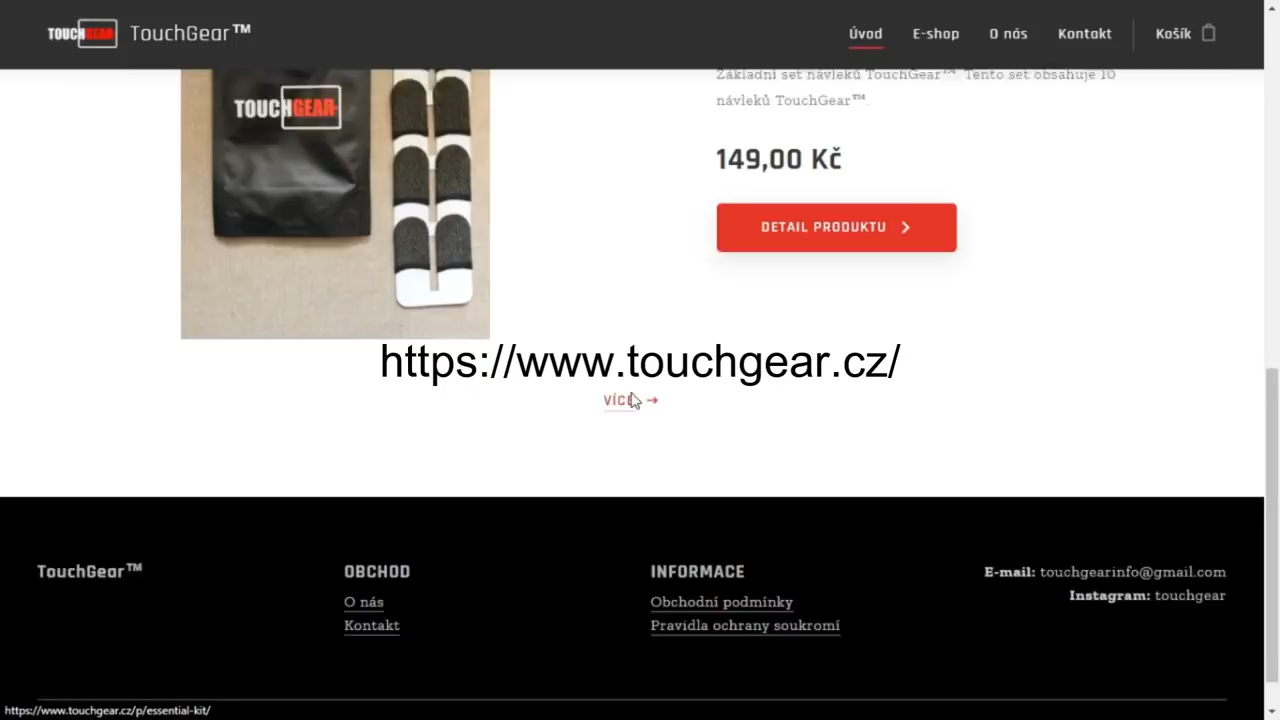 TOUCHGEAR TouchGear™ Úvod E-shop O nás Kontakt Košík
Základní set návleků TouchGear™ Tento set obsahuje 10
návleků TouchGear™.
TOUCHGEAR
149,00 Kč
DETAIL PRODUKTU
https://www.touchgear.cz/
VÍCE →
TouchGear™
OBCHOD
O nás
Kontakt
INFORMACE
Obchodní podmínky
Pravidla ochrany soukromí
E-mail: touchgearinfo@gmail.com
Instagram: touchgear
https://www.touchgear.cz/p/essential-kit/